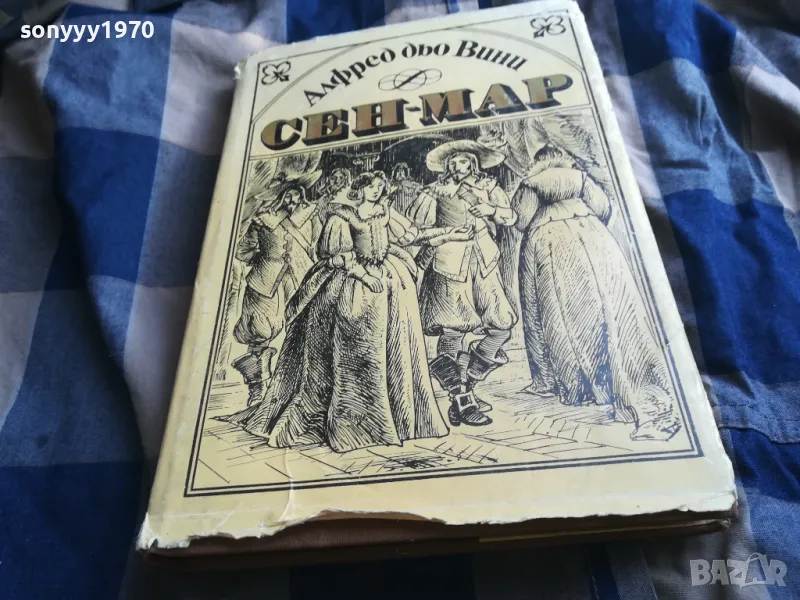 sonyyy1970
Алфред дьо Вини
СЕН-МАР
BAZAR